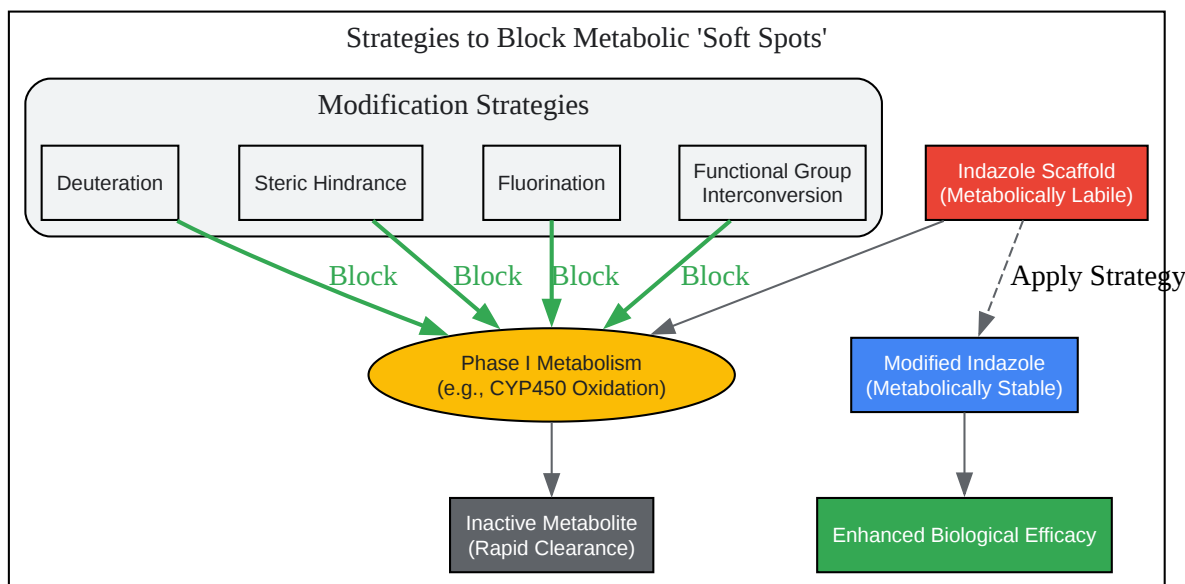 Strategies to Block Metabolic 'Soft Spots'
Modification Strategies
Deuteration
Steric Hindrance
Fluorination
Functional Group
Interconversion
Indazole Scaffold
(Metabolically Labile)
Block
Block
Block
Block
Apply Strategy
Phase I Metabolism
(e.g., CYP450 Oxidation)
Modified Indazole
(Metabolically Stable)
Inactive Metabolite
(Rapid Clearance)
Enhanced Biological Efficacy